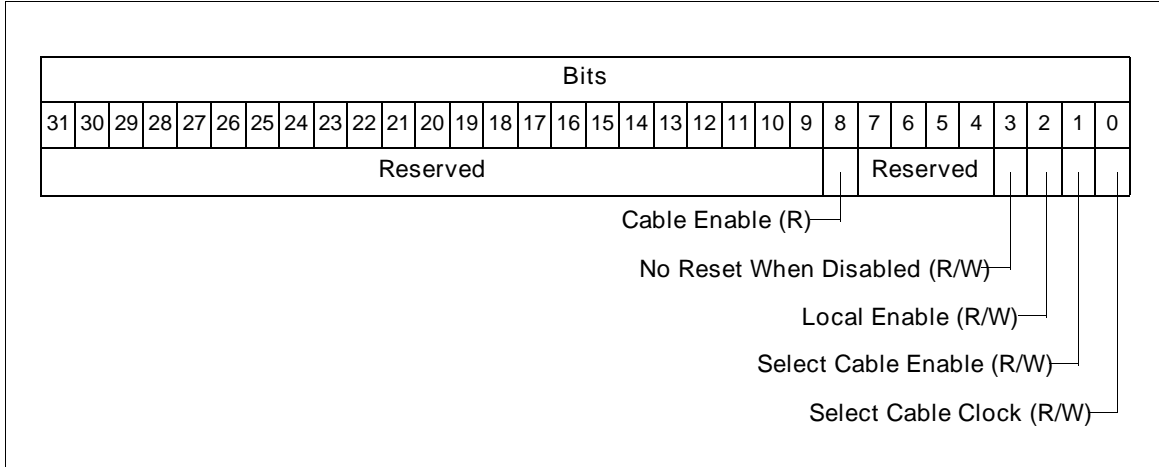 Bits
31 30 29 28 27 26 25 24 23 22 21 20 19 18 17 16 15 14 13 12 11 10 9 8 7 6 5 4 3 2 1 0
Reserved Reserved
Cable Enable (R)
No Reset When Disabled (R/W)
Local Enable (R/W)
Select Cable Enable (R/W)
Select Cable Clock (R/W)